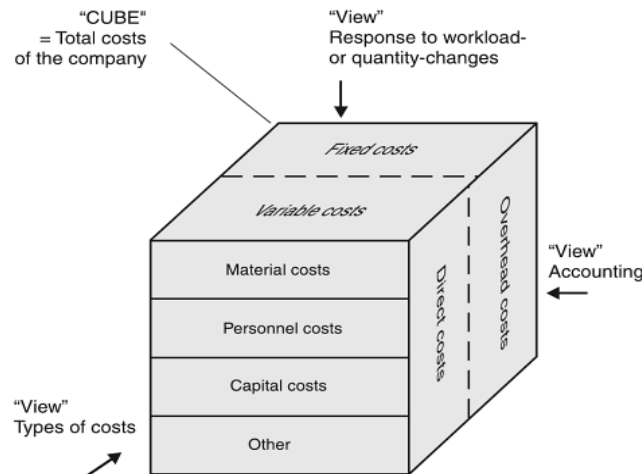 “CUBE”
= Total costs
of the company
“View”
Response to workload-
or quantity-changes
Fixed costs
Variable costs
Material costs
Personnel costs
Capital costs
Other
Direct costs
Overhead costs
“View”
Accounting
“View”
Types of costs